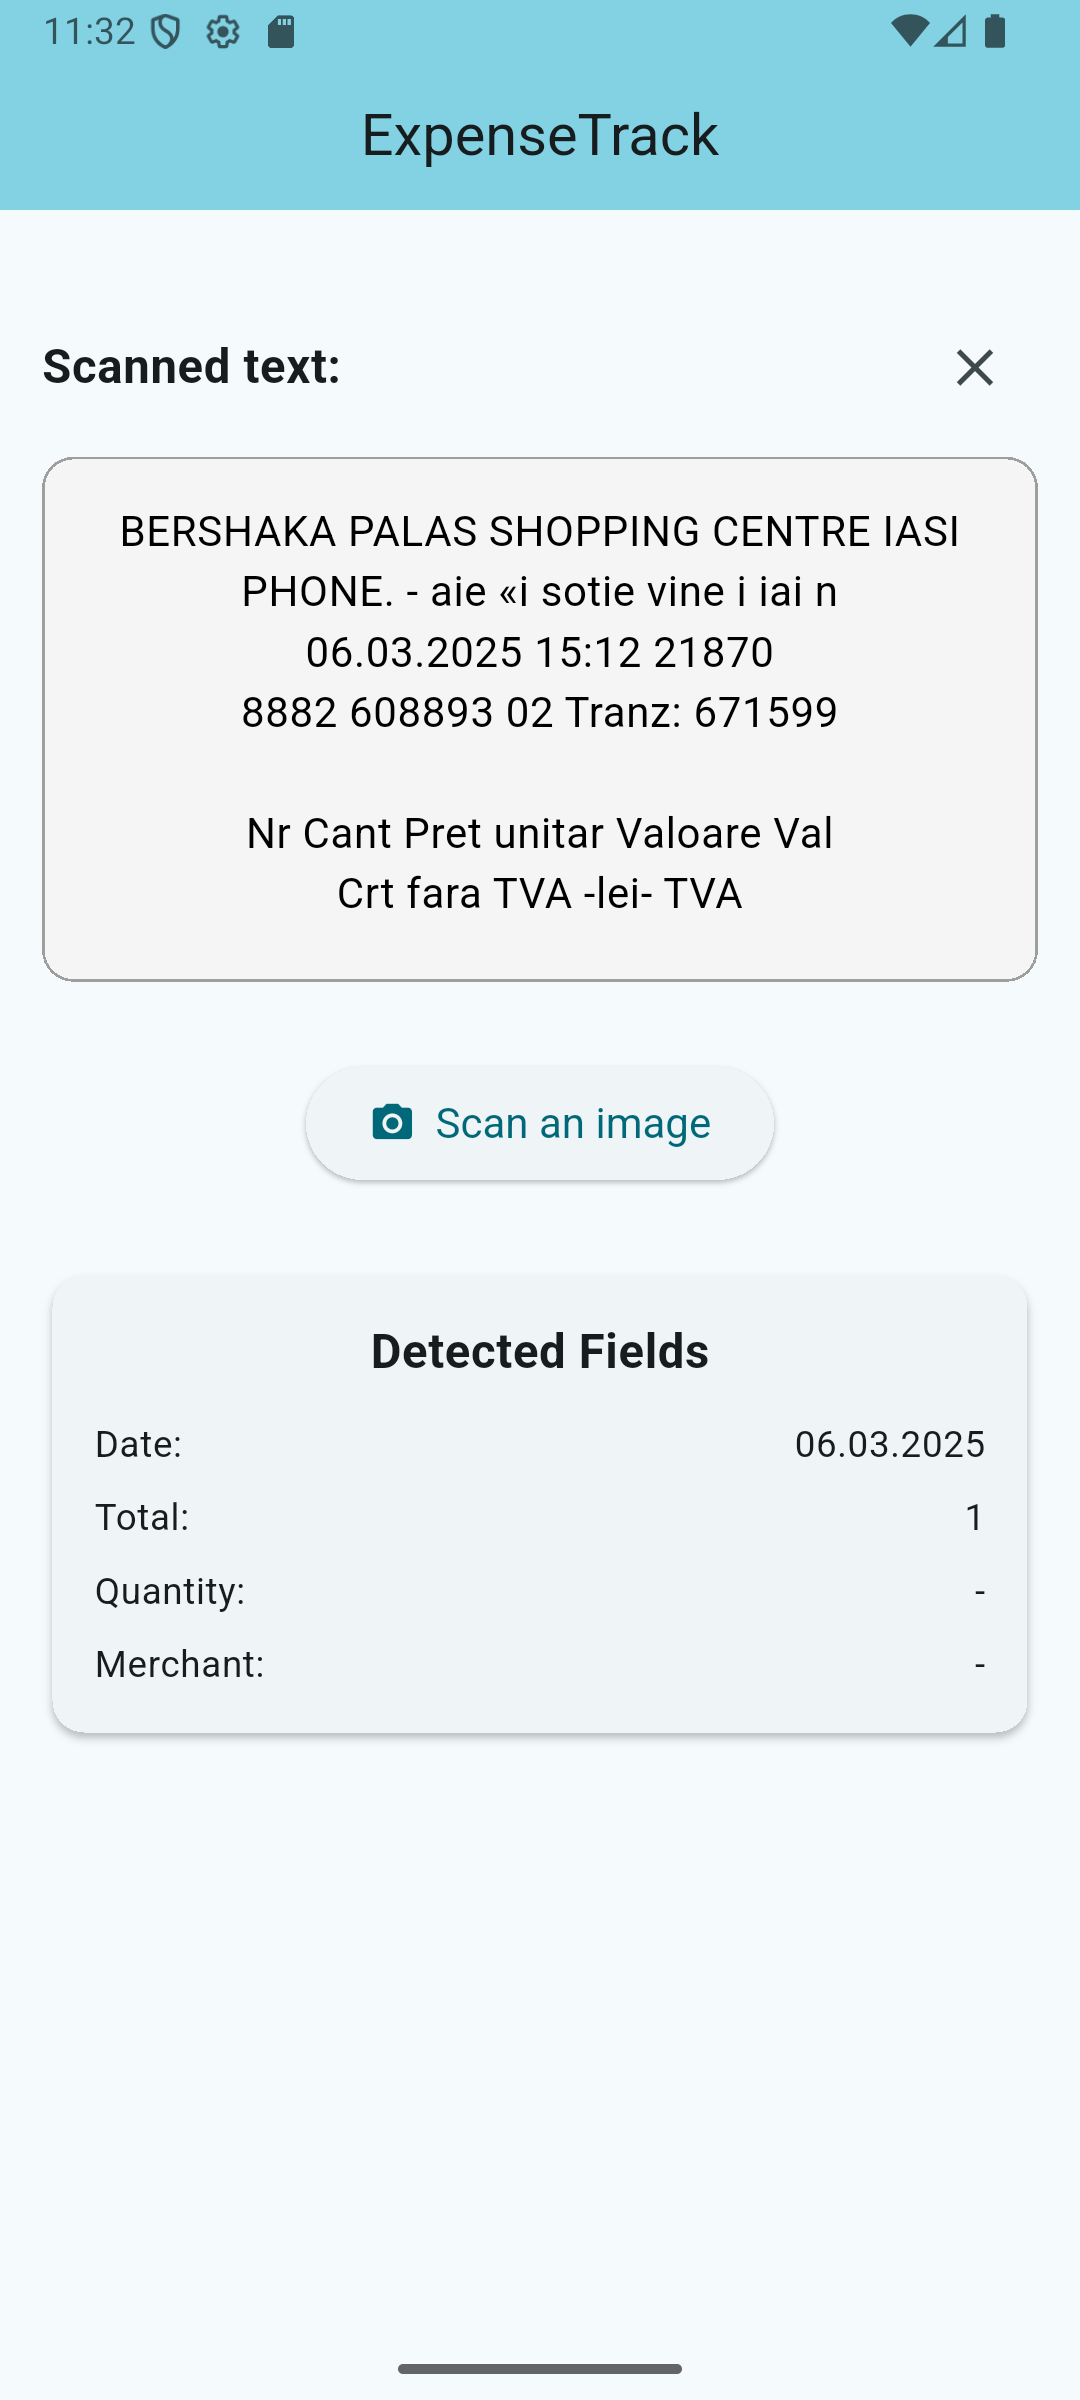 11:32
ExpenseTrack
Scanned text:
BERSHAKA PALAS SHOPPING CENTRE IASI
PHONE. - aie «i sotie vine i iai n
06.03.2025 15:12 21870
8882 608893 02 Tranz: 671599
Nr Cant Pret unitar Valoare Val
Crt fara TVA -lei- TVA
Scan an image
Detected Fields
Date: 06.03.2025
Total: 1
Quantity: -
Merchant: -